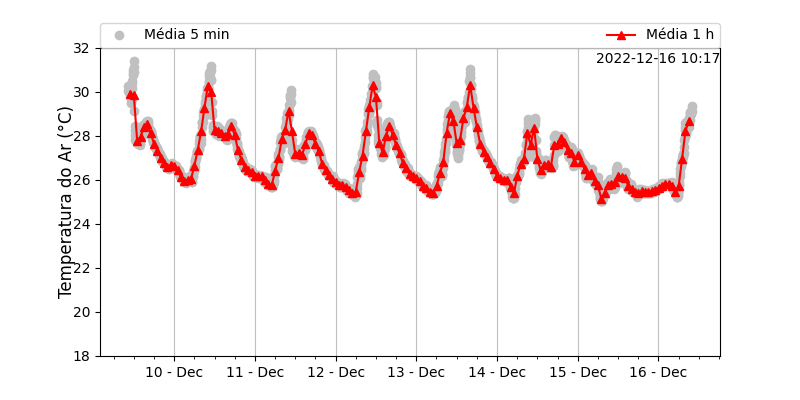 Média 5 min
Média 1 h
2022-12-16 10:17
Temperatura do Ar (°C)
32
30
28
26
24
22
20
18
10 - Dec
11 - Dec
12 - Dec
13 - Dec
14 - Dec
15 - Dec
16 - Dec